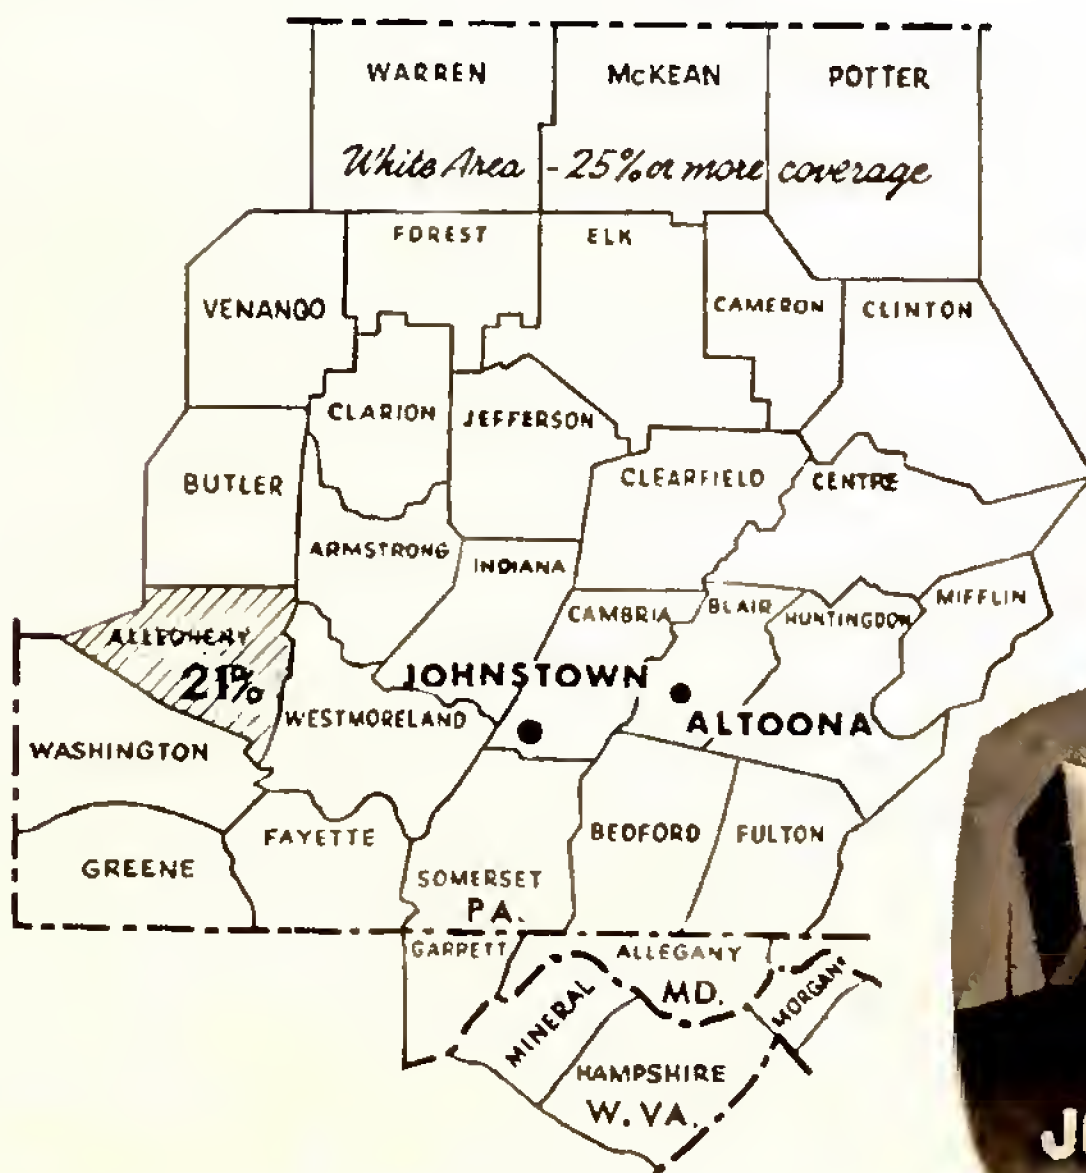 WARREN McKEAN POTTER
White Area - 25% or more coverage
FOREST ELK
VENANGO CAMERON CLINTON
CLARION JEFFERSON
BUTLER CLEARFIELD CENTRE
ARMSTRONG INDIANA
CAMBRIA BLAIR HUNTINGDON MIFFLIN
ALLEGHENY
21%
JOHNSTOWN
WESTMORELAND ALTOONA
WASHINGTON
FAYETTE BEDFORD FULTON
GREENE SOMERSET
PA.
GARRETT ALLEGANY
MINERAL MD. MORGAN
HAMPSHIRE
W. VA.